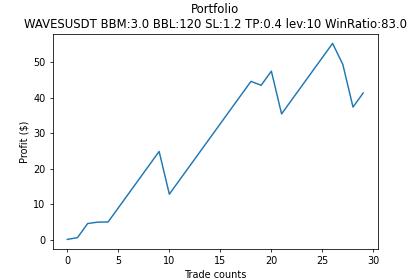 Portfolio
WAVESUSDT BBM:3.0 BBL:120 SL:1.2 TP:0.4 lev:10 WinRatio:83.0
50
40
30
20
10
0
Profit ($)
0 5 10 15 20 25 30
Trade counts